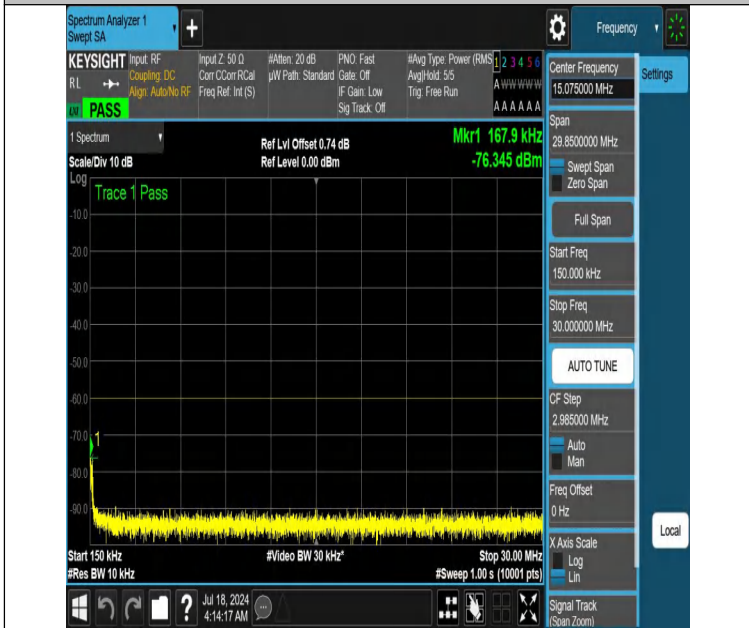 Spectrum Analyzer 1
Swept SA
Frequency
KEYSIGHT
RL
PASS
Input: RF
Coupling: DC
Align: Auto/No RF
Input Z: 50 Ω
Corr CCorr RCal
Freq Ref: Int (S)
#Atten: 20 dB
µW Path: Standard
PNO: Fast
Gate: Off
IF Gain: Low
Sig Track: Off
#Avg Type: Power (RMS
Avg|Hold: 5/5
Trig: Free Run
1 2 3 4 5 6
A W W W W W
A A A A A A
1 Spectrum
Scale/Div 10 dB
Ref Lvl Offset 0.74 dB
Ref Level 0.00 dBm
Mkr1 167.9 kHz
-76.345 dBm
Log
Trace 1 Pass
-10.0
-20.0
-30.0
-40.0
-50.0
-60.0
-70.0
1
-80.0
-90.0
Start 150 kHz
#Video BW 30 kHz*
Stop 30.00 MHz
#Res BW 10 kHz
#Sweep 1.00 s (10001 pts)
?
Jul 18, 2024
4:14:17 AM
Center Frequency
15.075000 MHz
Settings
Span
29.8500000 MHz
Swept Span
Zero Span
Full Span
Start Freq
150.000 kHz
Stop Freq
30.000000 MHz
AUTO TUNE
CF Step
2.985000 MHz
Auto
Man
Freq Offset
0 Hz
Local
X Axis Scale
Log
Lin
Signal Track
(Span Zoom)